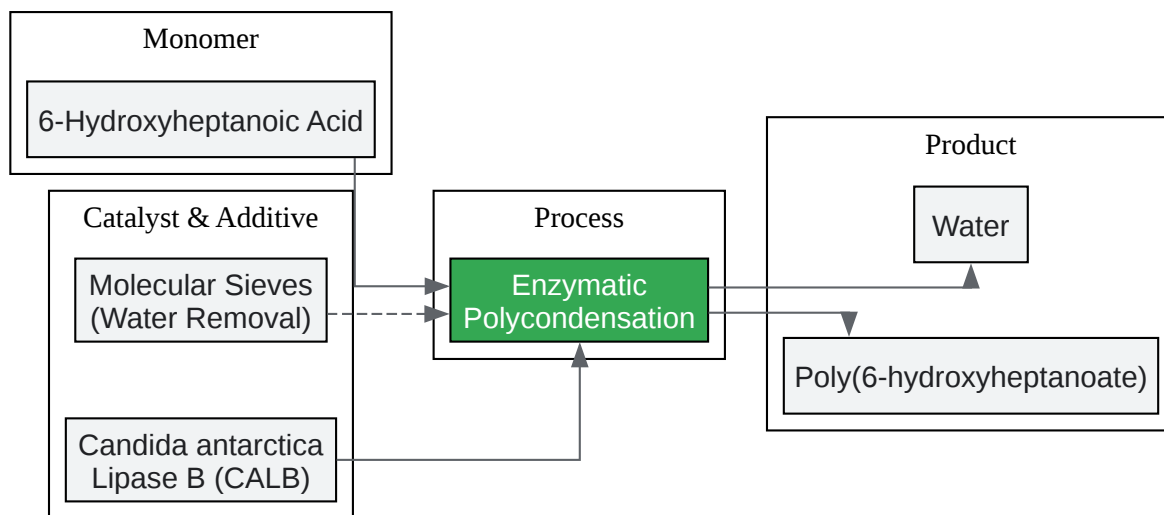 Monomer
6-Hydroxyheptanoic Acid
Catalyst & Additive
Molecular Sieves
(Water Removal)
Candida antarctica
Lipase B (CALB)
Process
Enzymatic
Polycondensation
Product
Water
Poly(6-hydroxyheptanoate)